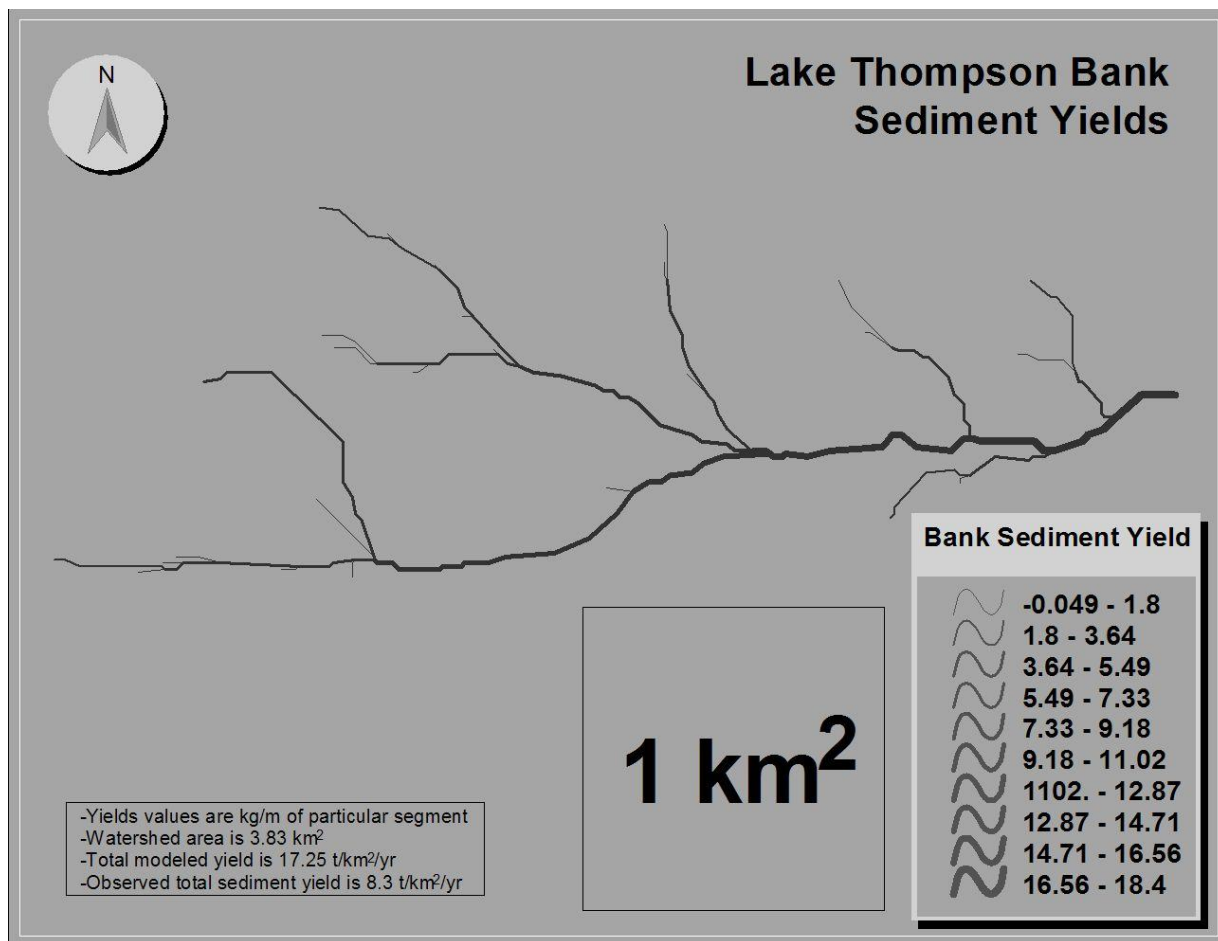 N
Lake Thompson Bank
Sediment Yields
Bank Sediment Yield
-0.049 - 1.8
1.8 - 3.64
3.64 - 5.49
5.49 - 7.33
7.33 - 9.18
9.18 - 11.02
1102. - 12.87
12.87 - 14.71
14.71 - 16.56
16.56 - 18.4
1 km²
-Yields values are kg/m of particular segment
-Watershed area is 3.83 km²
-Total modeled yield is 17.25 t/km²/yr
-Observed total sediment yield is 8.3 t/km²/yr